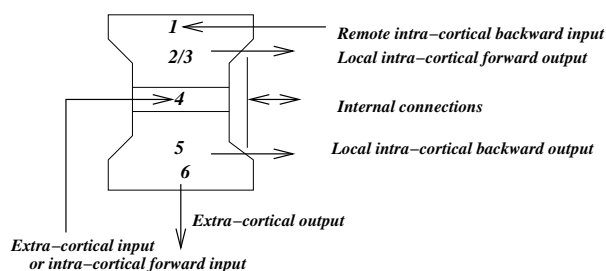 1
Remote intra−cortical backward input
2/3
Local intra−cortical forward output
4
Internal connections
5
Local intra−cortical backward output
6
Extra−cortical output
Extra−cortical input
or intra−cortical forward input